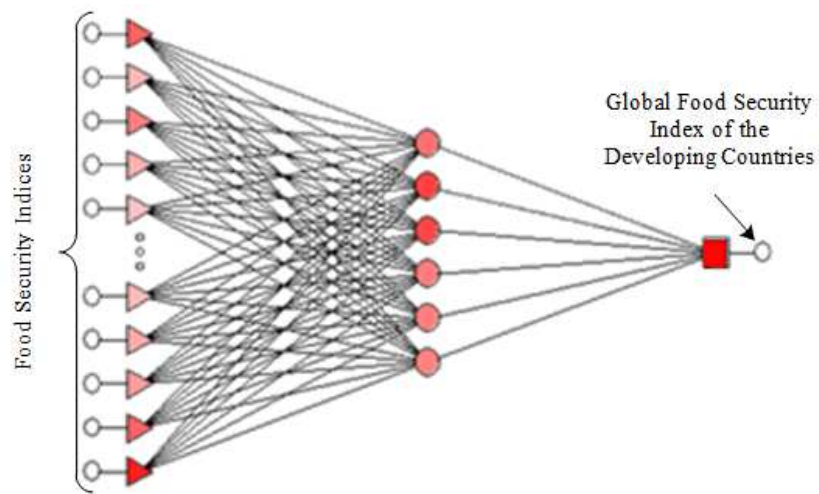 Food Security Indices
Global Food Security
Index of the
Developing Countries